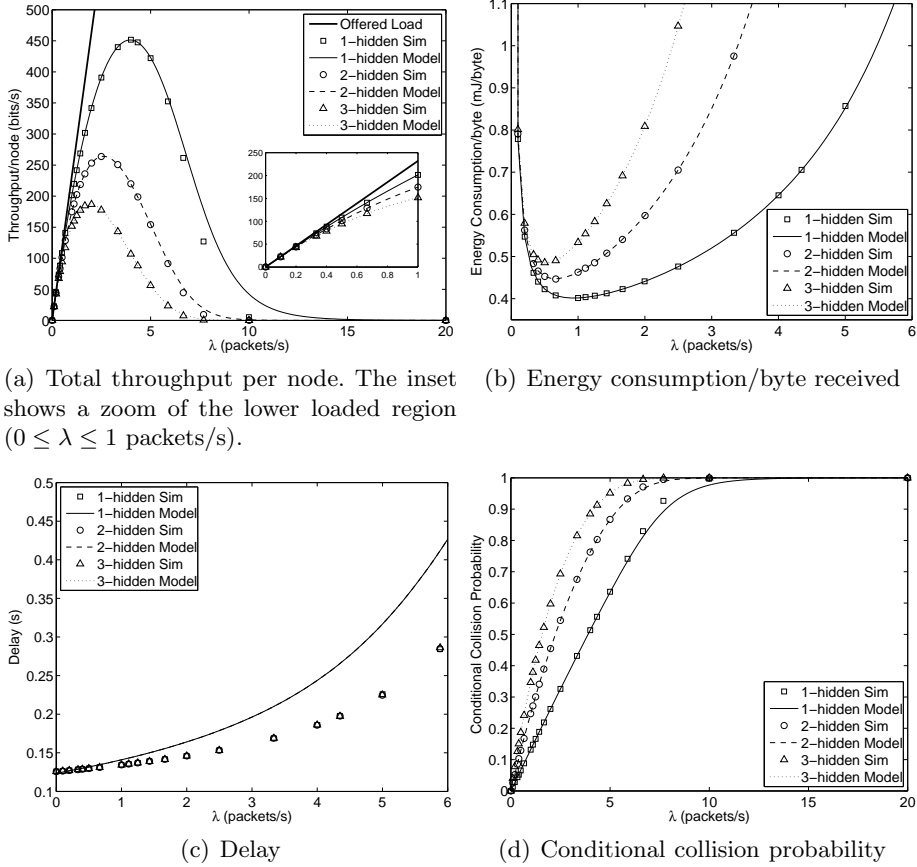 500
450
400
350
300
250
200
150
100
50
0
0 5 10 15 20
Throughput/node (bits/s)
λ (packets/s)
Offered Load
1−hidden Sim
1−hidden Model
2−hidden Sim
2−hidden Model
3−hidden Sim
3−hidden Model
250
200
150
100
50
0
0 0.2 0.4 0.6 0.8 1
(a) Total throughput per node. The inset
shows a zoom of the lower loaded region
(0 ≤ λ ≤ 1 packets/s).
1.1
1
0.9
0.8
0.7
0.6
0.5
0.4
0 1 2 3 4 5 6
Energy Consumption/byte (mJ/byte)
λ (packets/s)
1−hidden Sim
1−hidden Model
2−hidden Sim
2−hidden Model
3−hidden Sim
3−hidden Model
(b) Energy consumption/byte received
0.5
0.45
0.4
0.35
0.3
0.25
0.2
0.15
0.1
0 1 2 3 4 5 6
Delay (s)
λ (packets/s)
1−hidden Sim
1−hidden Model
2−hidden Sim
2−hidden Model
3−hidden Sim
3−hidden Model
(c) Delay
1
0.9
0.8
0.7
0.6
0.5
0.4
0.3
0.2
0.1
0
0 5 10 15 20
Conditional Collision Probability
λ (packets/s)
1−hidden Sim
1−hidden Model
2−hidden Sim
2−hidden Model
3−hidden Sim
3−hidden Model
(d) Conditional collision probability